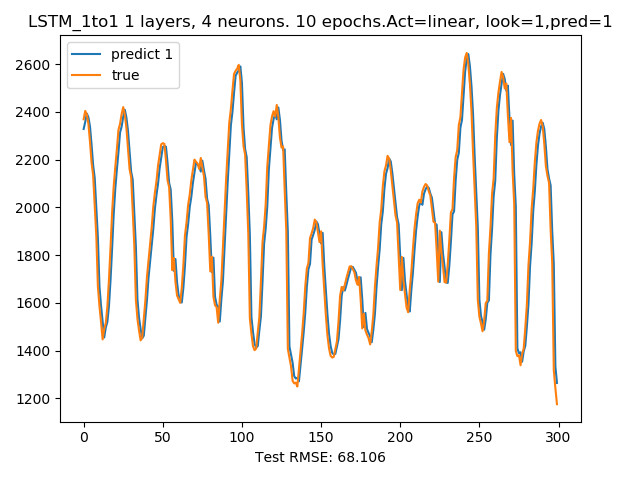 LSTM_1to1 1 layers, 4 neurons. 10 epochs.Act=linear, look=1,pred=1
predict 1
true
2600
2400
2200
2000
1800
1600
1400
1200
0 50 100 150 200 250 300
Test RMSE: 68.106